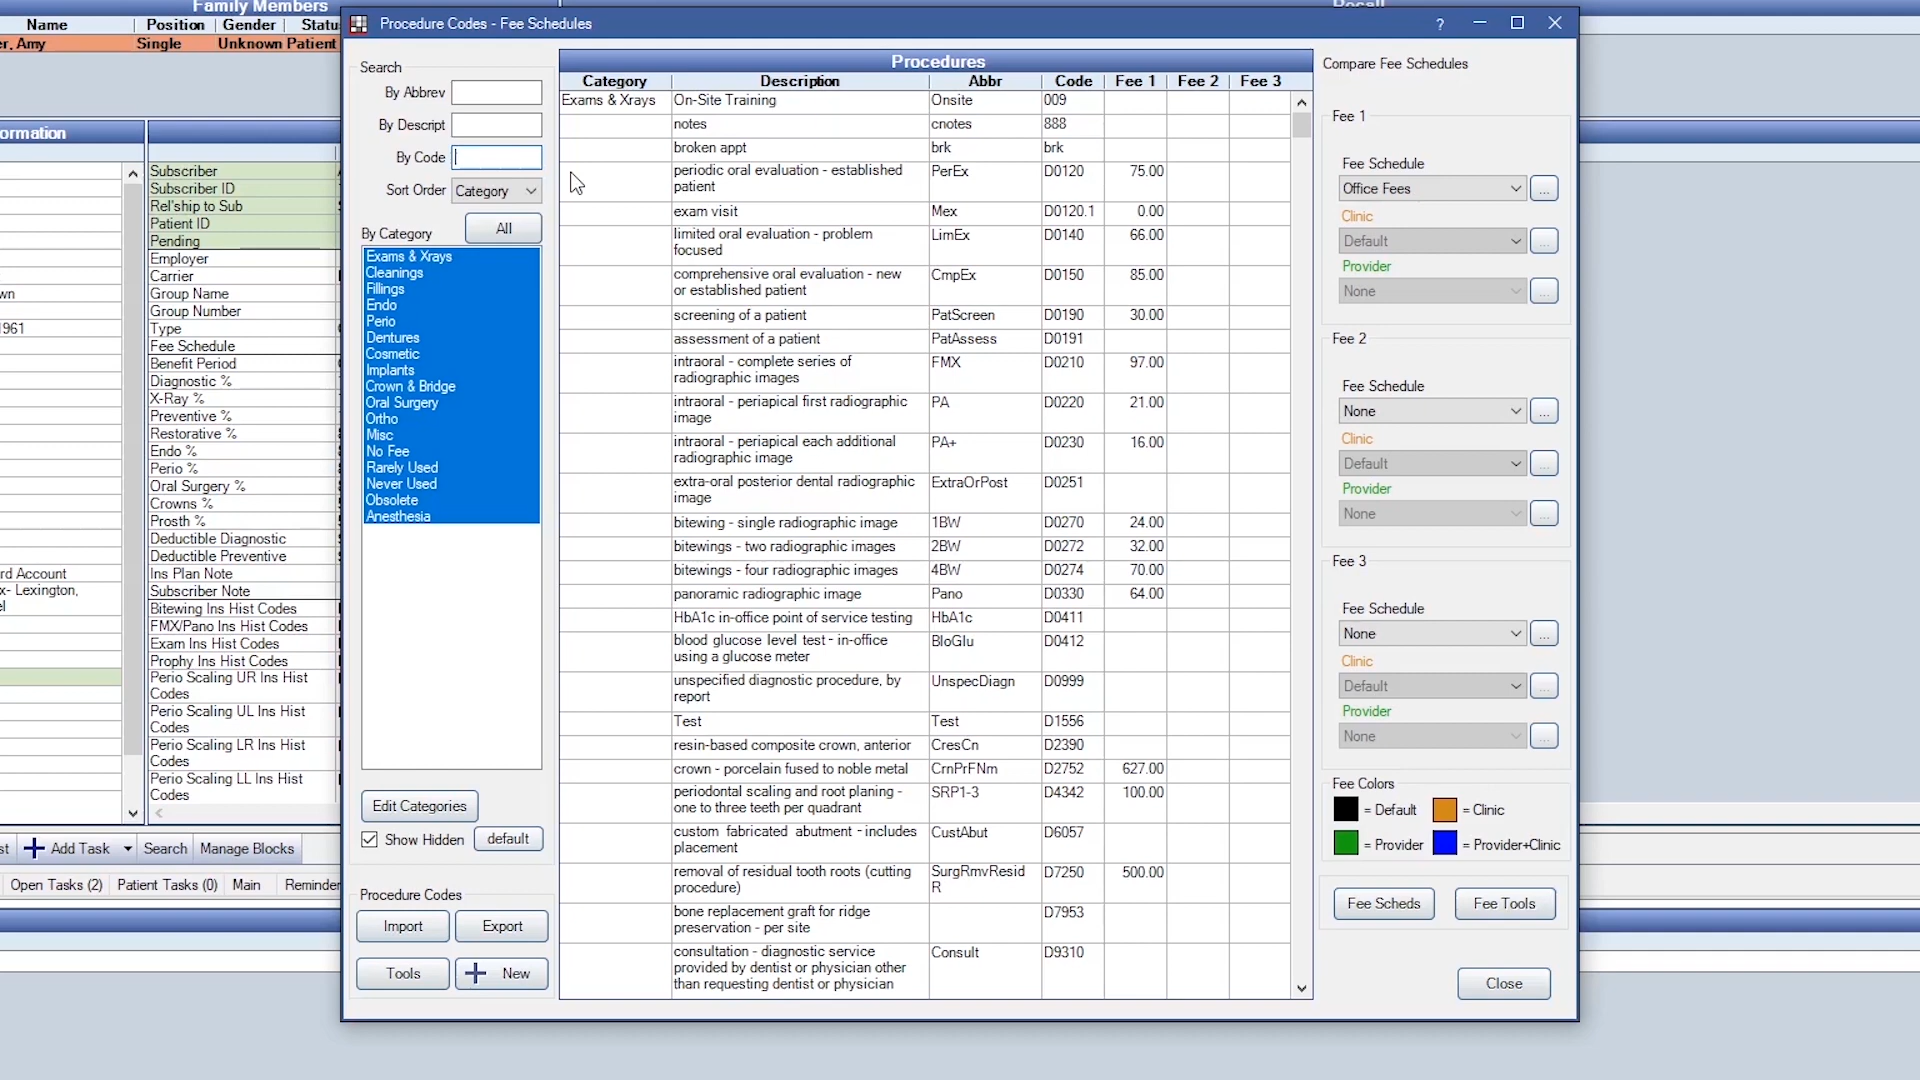 Family Members
Name Position Gender Status
er, Amy Single Unknown Patient
Recall
ormation
wn
1961
rd Account
x- Lexington,
el
Subscriber
Subscriber ID
Rel'ship to Sub
Patient ID
Pending
Employer
Carrier
Group Name
Group Number
Type
Fee Schedule
Benefit Period
Diagnostic %
X-Ray %
Preventive %
Restorative %
Endo %
Perio %
Oral Surgery %
Crowns %
Prosth %
Deductible Diagnostic
Deductible Preventive
Ins Plan Note
Subscriber Note
Bitewing Ins Hist Codes
FMX/Pano Ins Hist Codes
Exam Ins Hist Codes
Prophy Ins Hist Codes
Perio Scaling UR Ins Hist
Codes
Perio Scaling UL Ins Hist
Codes
Perio Scaling LR Ins Hist
Codes
Perio Scaling LL Ins Hist
Codes
st Add Task Search Manage Blocks
Open Tasks (2) Patient Tasks (0) Main Reminder
Procedure Codes - Fee Schedules ?
Search
By Abbrev
By Descript
By Code
Sort Order Category
By Category All
Exams & Xrays
Cleanings
Fillings
Endo
Perio
Dentures
Cosmetic
Implants
Crown & Bridge
Oral Surgery
Ortho
Misc
No Fee
Rarely Used
Never Used
Obsolete
Anesthesia
Edit Categories
Show Hidden default
Procedure Codes
Import Export
Tools New
Procedures
Category Description Abbr Code Fee 1 Fee 2 Fee 3
Exams & Xrays On-Site Training Onsite 009
notes cnotes 888
broken appt brk brk
periodic oral evaluation - established PerEx D0120 75.00
patient
exam visit Mex D0120.1 0.00
limited oral evaluation - problem LimEx D0140 66.00
focused
comprehensive oral evaluation - new CmpEx D0150 85.00
or established patient
screening of a patient PatScreen D0190 30.00
assessment of a patient PatAssess D0191
intraoral - complete series of FMX D0210 97.00
radiographic images
intraoral - periapical first radiographic PA D0220 21.00
image
intraoral - periapical each additional PA+ D0230 16.00
radiographic image
extra-oral posterior dental radiographic ExtraOrPost D0251
image
bitewing - single radiographic image 1BW D0270 24.00
bitewings - two radiographic images 2BW D0272 32.00
bitewings - four radiographic images 4BW D0274 70.00
panoramic radiographic image Pano D0330 64.00
HbA1c in-office point of service testing HbA1c D0411
blood glucose level test - in-office BloGlu D0412
using a glucose meter
unspecified diagnostic procedure, by UnspecDiagn D0999
report
Test Test D1556
resin-based composite crown, anterior CresCn D2390
crown - porcelain fused to noble metal CrnPrFNm D2752 627.00
periodontal scaling and root planing - SRP1-3 D4342 100.00
one to three teeth per quadrant
custom fabricated abutment - includes CustAbut D6057
placement
removal of residual tooth roots (cutting SurgRmvResid D7250 500.00
procedure) R
bone replacement graft for ridge D7953
preservation - per site
consultation - diagnostic service Consult D9310
provided by dentist or physician other
than requesting dentist or physician
Compare Fee Schedules
Fee 1
Fee Schedule
Office Fees ...
Clinic
Default ...
Provider
None ...
Fee 2
Fee Schedule
None ...
Clinic
Default ...
Provider
None ...
Fee 3
Fee Schedule
None ...
Clinic
Default ...
Provider
None ...
Fee Colors
= Default = Clinic
= Provider = Provider+Clinic
Fee Scheds Fee Tools
Close